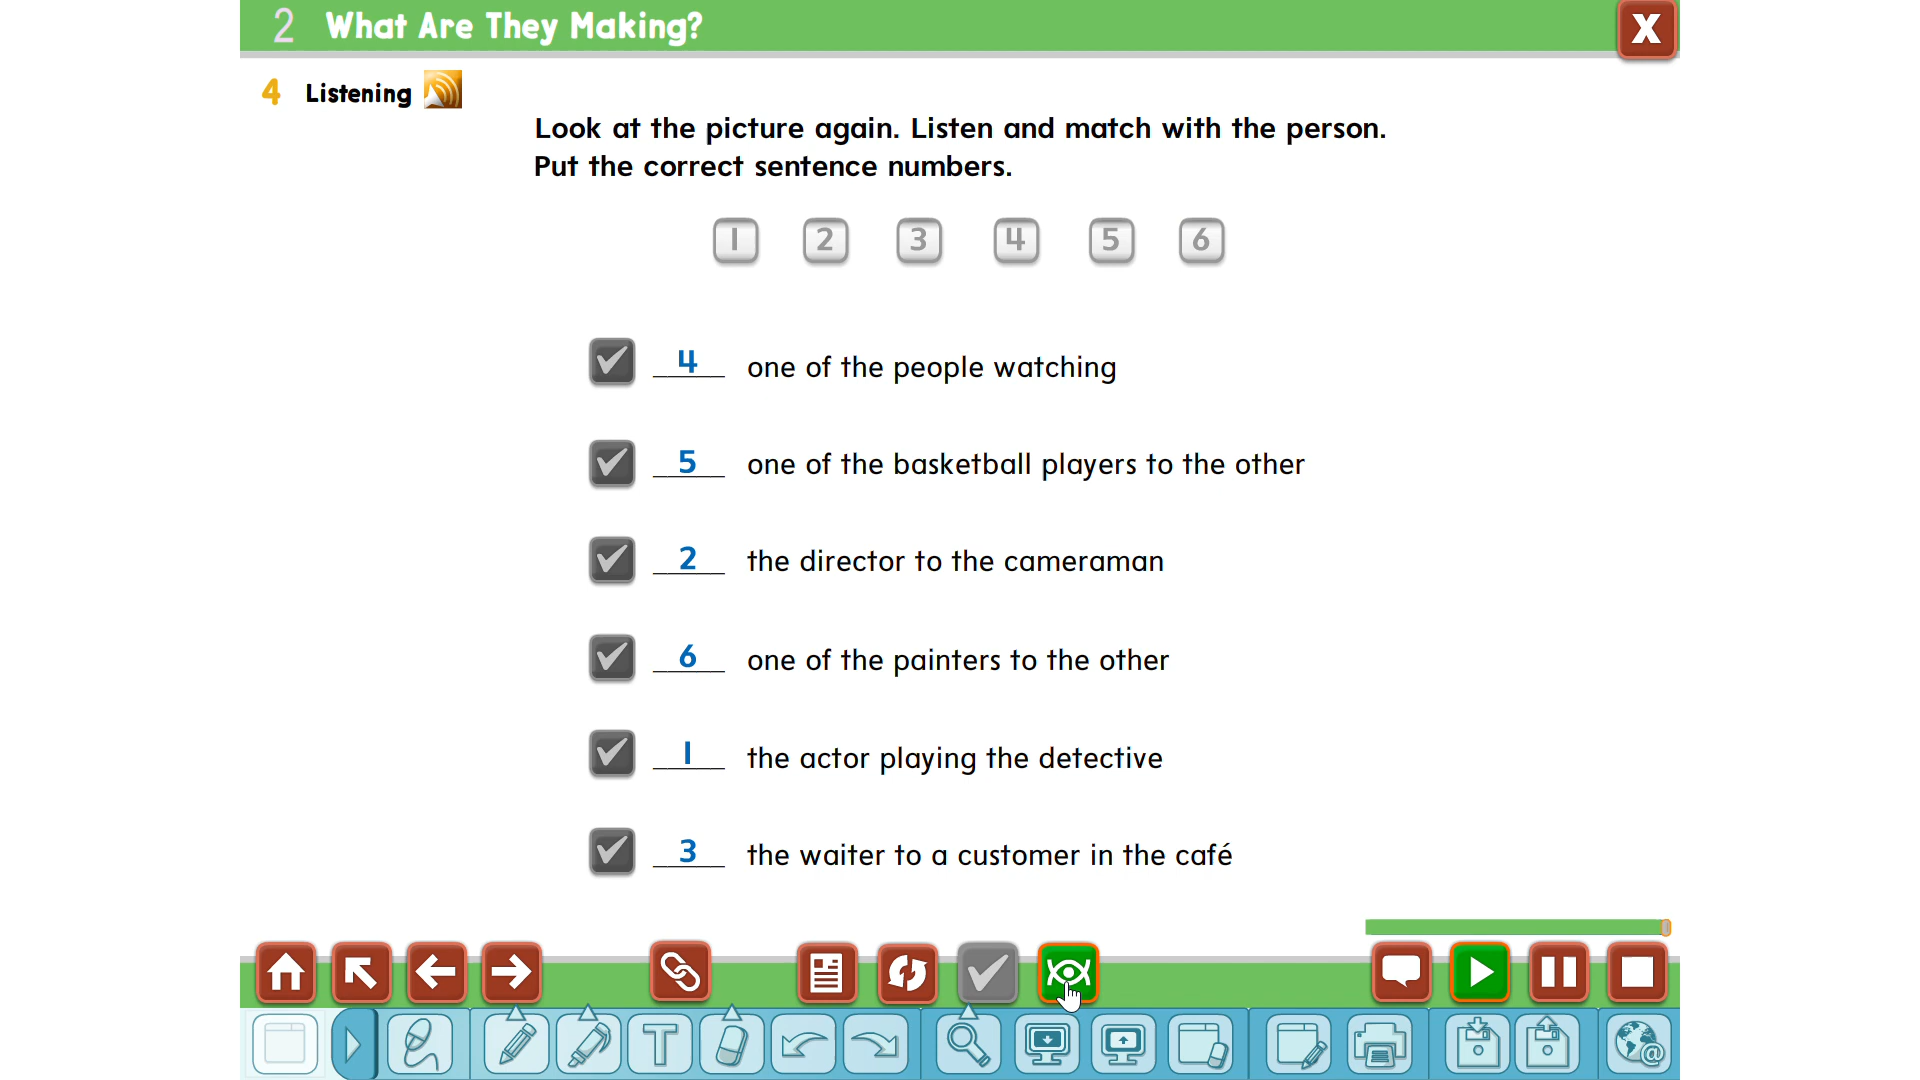 2 What Are They Making?
X
4 Listening
Look at the picture again. Listen and match with the person.
Put the correct sentence numbers.
1 2 3 4 5 6
4 one of the people watching
5 one of the basketball players to the other
2 the director to the cameraman
6 one of the painters to the other
1 the actor playing the detective
3 the waiter to a customer in the café
T
@